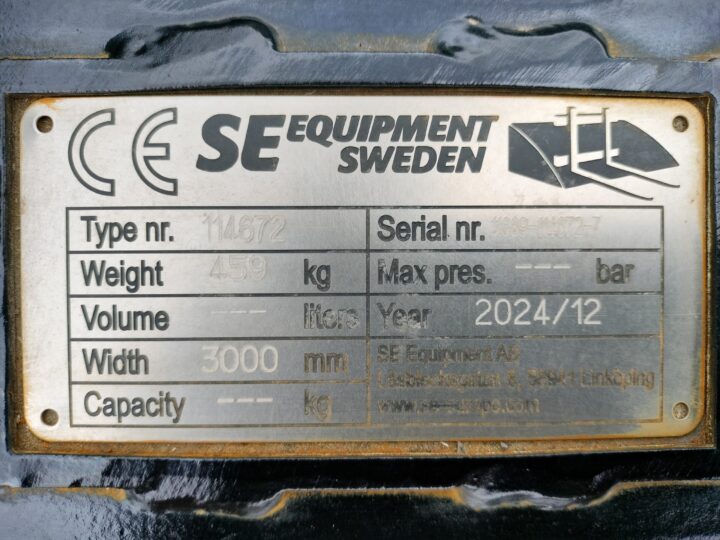 CE SE EQUIPMENT SWEDEN
Type nr. 114672 Serial nr.
Weight 459 kg Max pres. --- bar
Volume --- liters Year 2024/12
Width 3000 mm SE Equipment AB
Linköping
Capacity --- kg